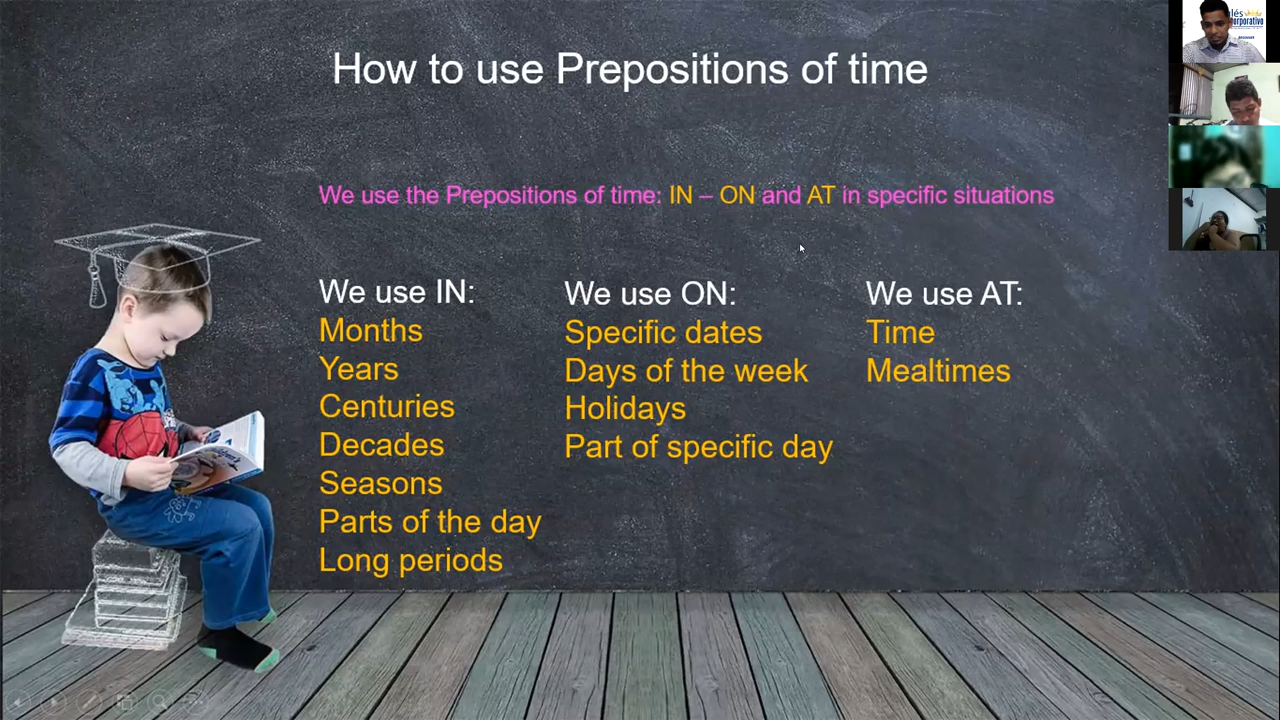 How to use Prepositions of time
We use the Prepositions of time: IN – ON and AT in specific situations
We use IN:
Months
Years
Centuries
Decades
Seasons
Parts of the day
Long periods
We use ON:
Specific dates
Days of the week
Holidays
Part of specific day
We use AT:
Time
Mealtimes